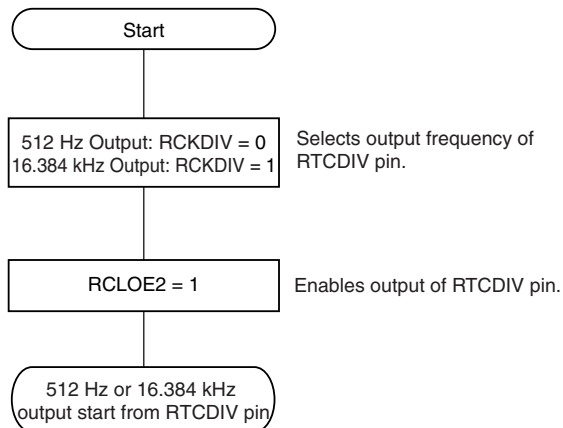 Start
512 Hz Output: RCKDIV = 0
16.384 kHz Output: RCKDIV = 1
Selects output frequency of
RTCDIV pin.
RCLOE2 = 1
Enables output of RTCDIV pin.
512 Hz or 16.384 kHz
output start from RTCDIV pin